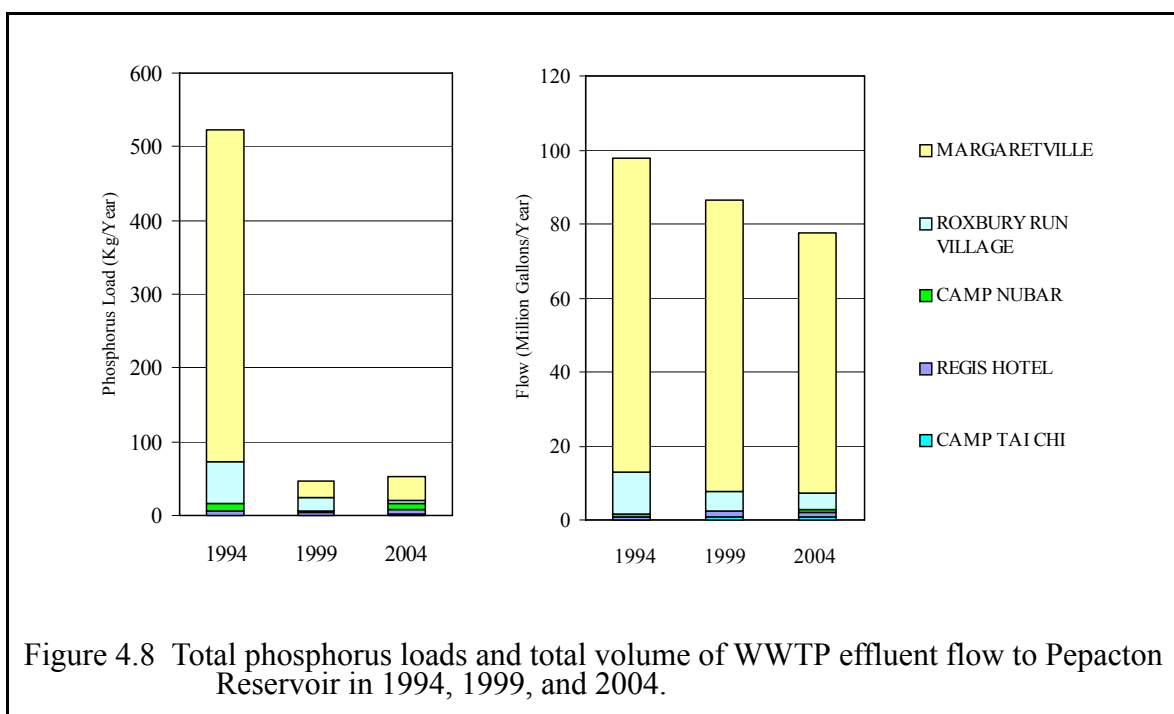 600
500
400
300
200
100
0
Phosphorus Load (Kg/Year)
1994 1999 2004
120
100
80
60
40
20
0
Flow (Million Gallons/Year)
1994 1999 2004
MARGARETVILLE
ROXBURY RUN
VILLAGE
CAMP NUBAR
REGIS HOTEL
CAMP TAI CHI
Figure 4.8 Total phosphorus loads and total volume of WWTP effluent flow to Pepacton
Reservoir in 1994, 1999, and 2004.